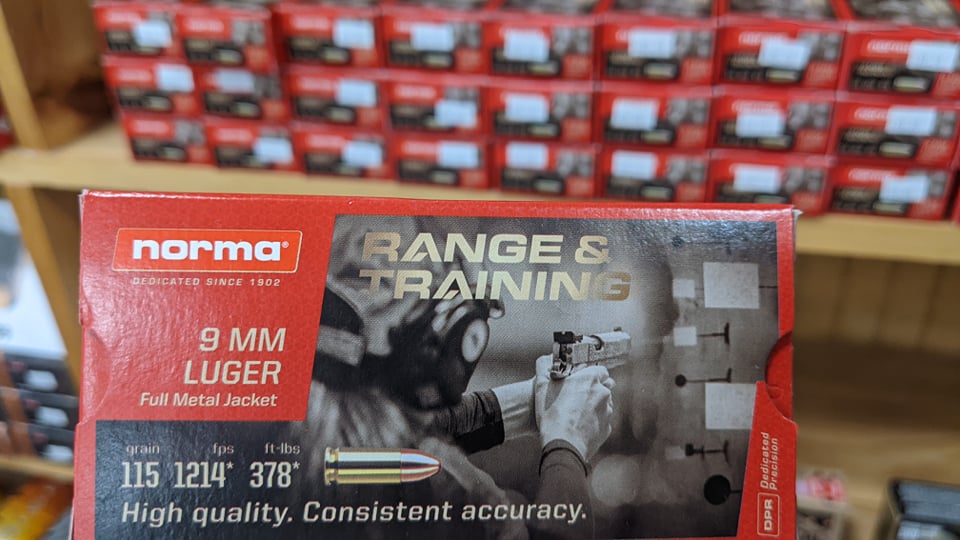 norma®
DEDICATED SINCE 1902
RANGE &
TRAINING
9 MM
LUGER
Full Metal Jacket
grain fps ft-lbs
115 1214* 378*
High quality. Consistent accuracy.
DPR Dedicated
Precision